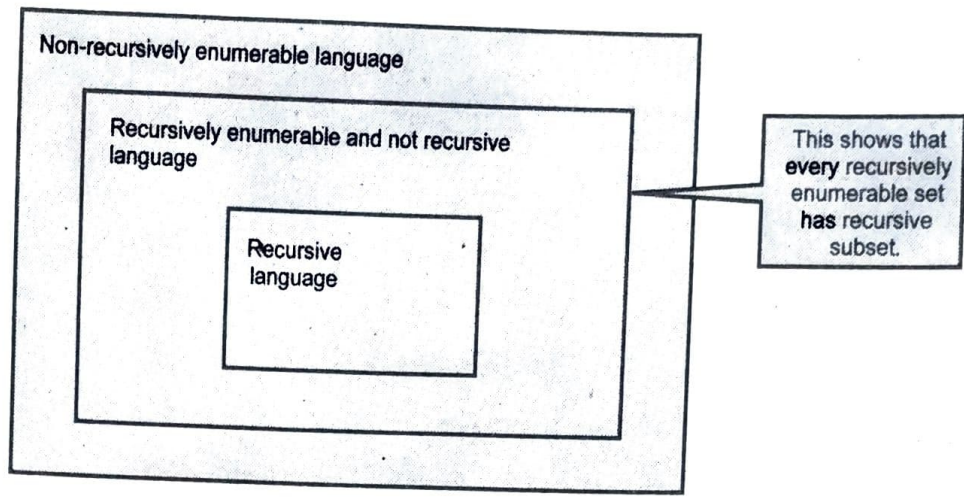 Non-recursively enumerable language
Recursively enumerable and not recursive
language
Recursive
language
This shows that
every recursively
enumerable set
has recursive
subset.